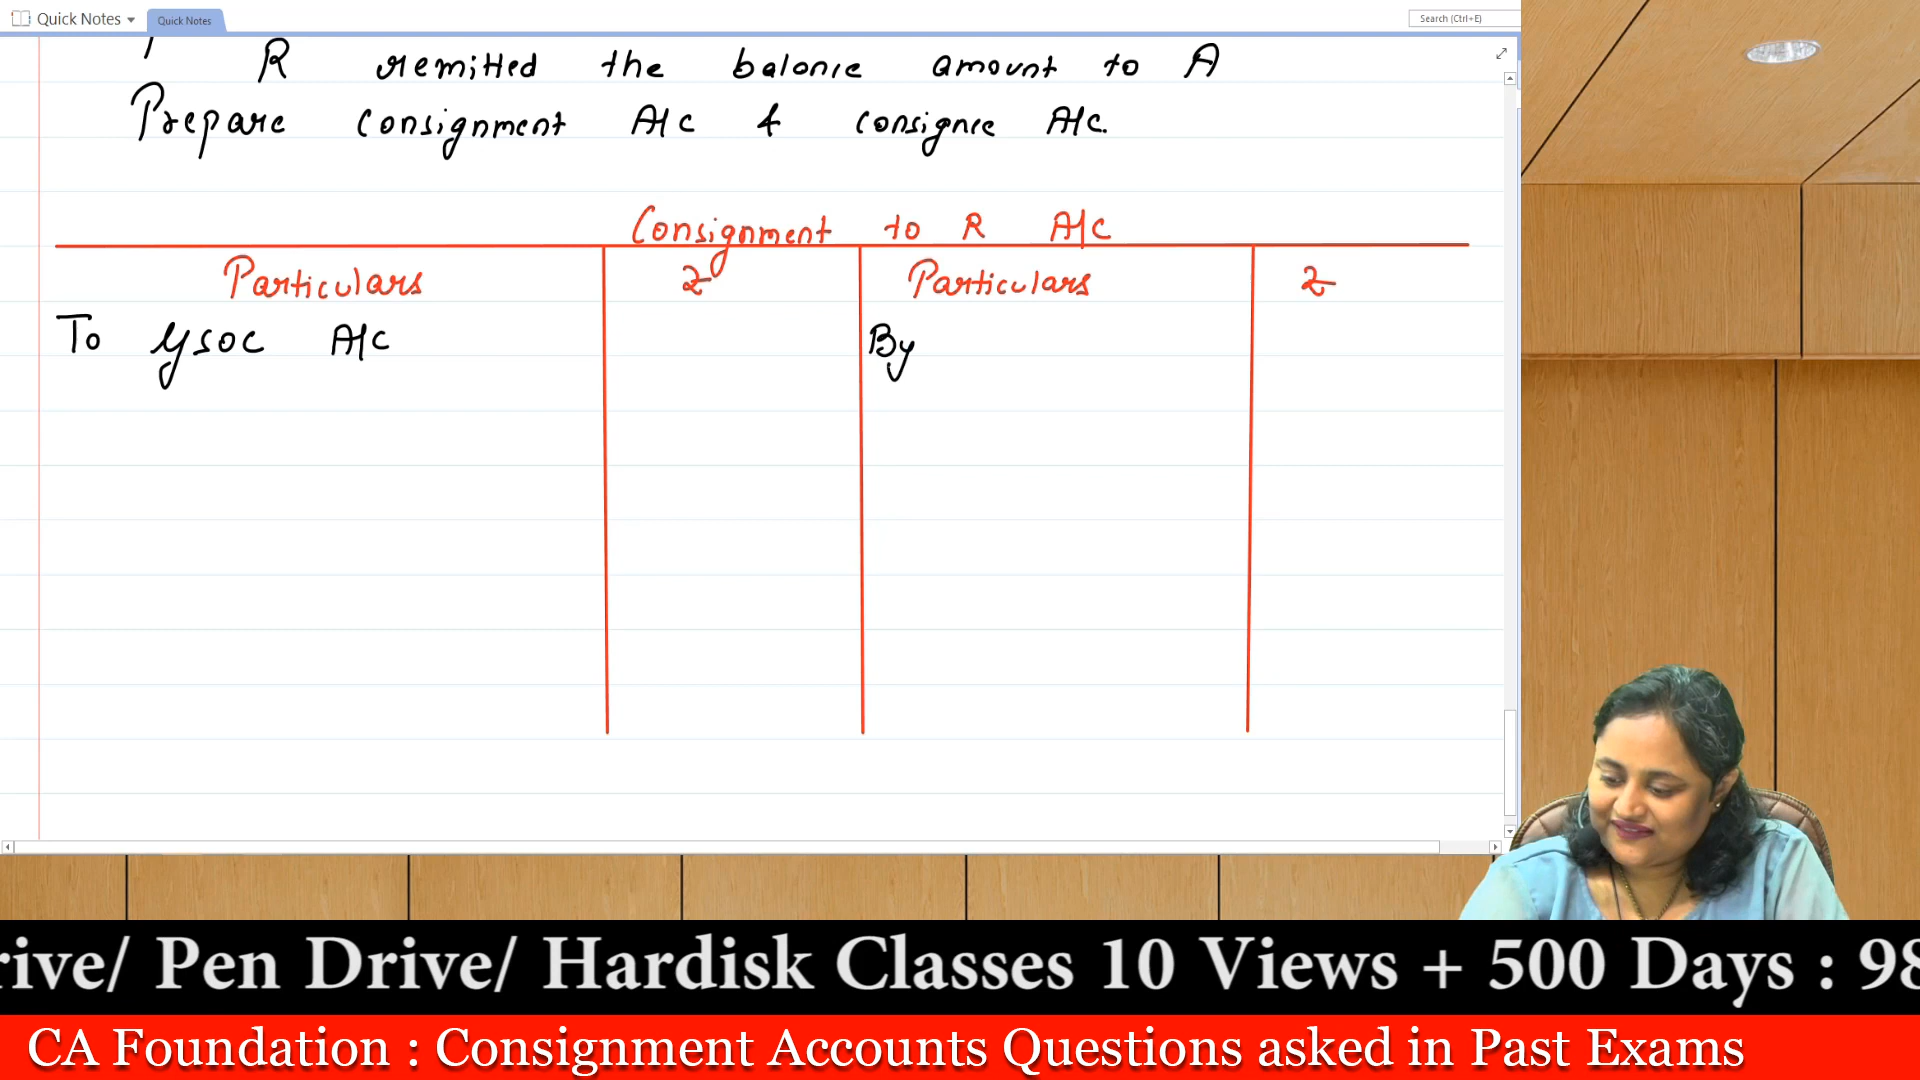 Quick Notes
Quick Notes
Search (Ctrl+E)
R remitted the balance amount to A
Prepare consignment A/c & consignee A/c.
Consignment to R A/c
Particulars ₹ Particulars ₹
To GSOC A/c By
rive/ Pen Drive/ Hardisk Classes 10 Views + 500 Days : 98
CA Foundation : Consignment Accounts Questions asked in Past Exams